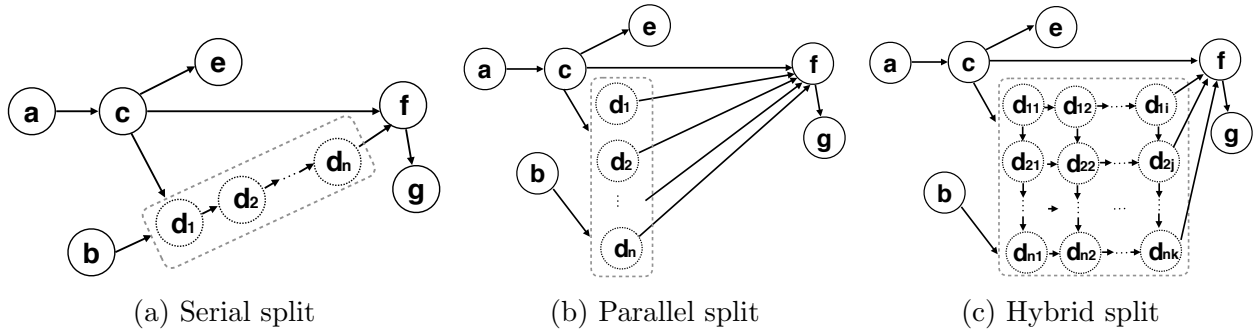 a
c
e
f
g
b
d1
d2
...
dn
(a) Serial split
a
c
e
f
g
b
d1
d2
⋮
dn
(b) Parallel split
a
c
e
f
g
b
d11 d12 ... d1i
d21 d22 ... d2j
⋮ ⋮ ... ⋮
dn1 dn2 ... dnk
(c) Hybrid split